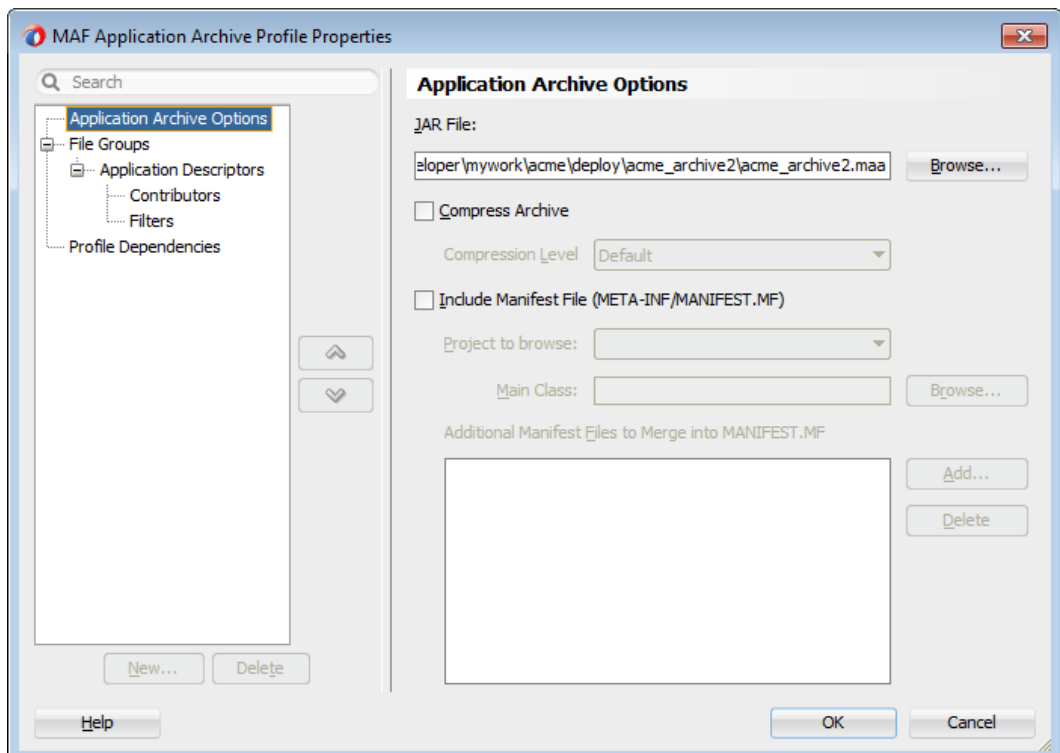 MAF Application Archive Profile Properties
Search
Application Archive Options
File Groups
Application Descriptors
Contributors
Filters
Profile Dependencies
New...
Delete
Application Archive Options
JAR File:
eloper\mywork\acme\deploy\acme_archive2\acme_archive2.maa
Browse...
Compress Archive
Compression Level Default
Include Manifest File (META-INF/MANIFEST.MF)
Project to browse:
Main Class:
Browse...
Additional Manifest Files to Merge into MANIFEST.MF
Add...
Delete
Help
OK
Cancel